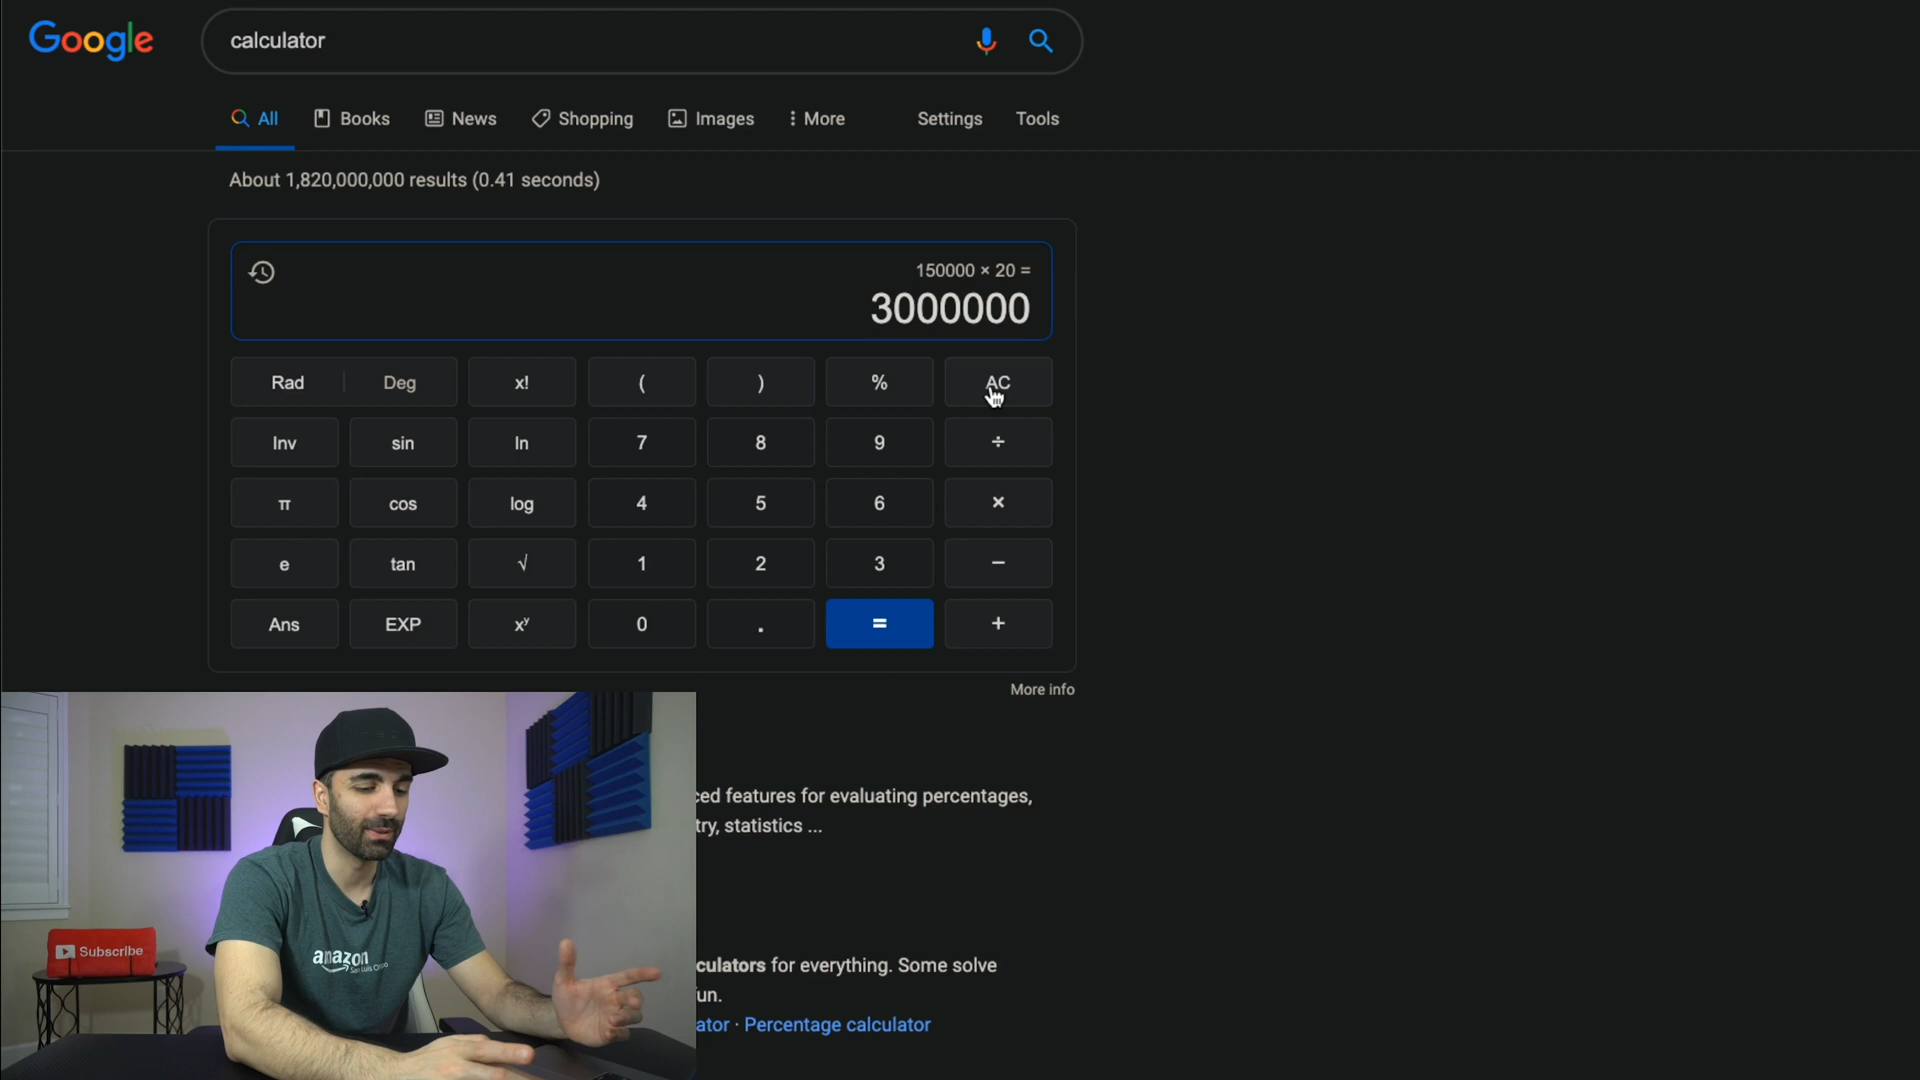 Google
calculator
All
Books
News
Shopping
Images
More
Settings
Tools
About 1,820,000,000 results (0.41 seconds)
150000 × 20 =
3000000
Rad
Deg
x!
(
)
%
AC
Inv
sin
ln
7
8
9
÷
π
cos
log
4
5
6
×
e
tan
√
1
2
3
−
Ans
EXP
xʸ
0
.
=
+
More info
ced features for evaluating percentages,
try, statistics ...
culators for everything. Some solve
un.
ator · Percentage calculator
Subscribe
amazon
San Luis Obispo